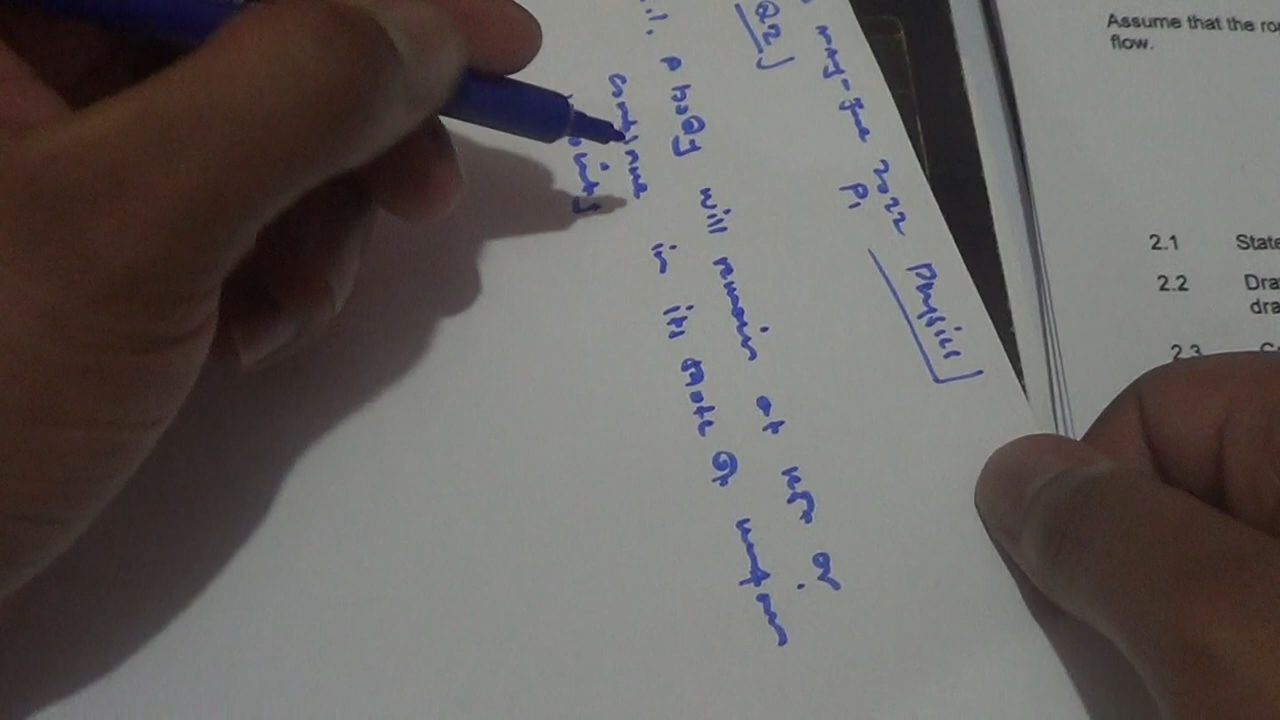 may-June 2022 Physics
P1
Q2
A body will remain at rest or
continue in its state of uniform
Assume that the ro
flow.
2.1 State
2.2 Dra
dra
2.3